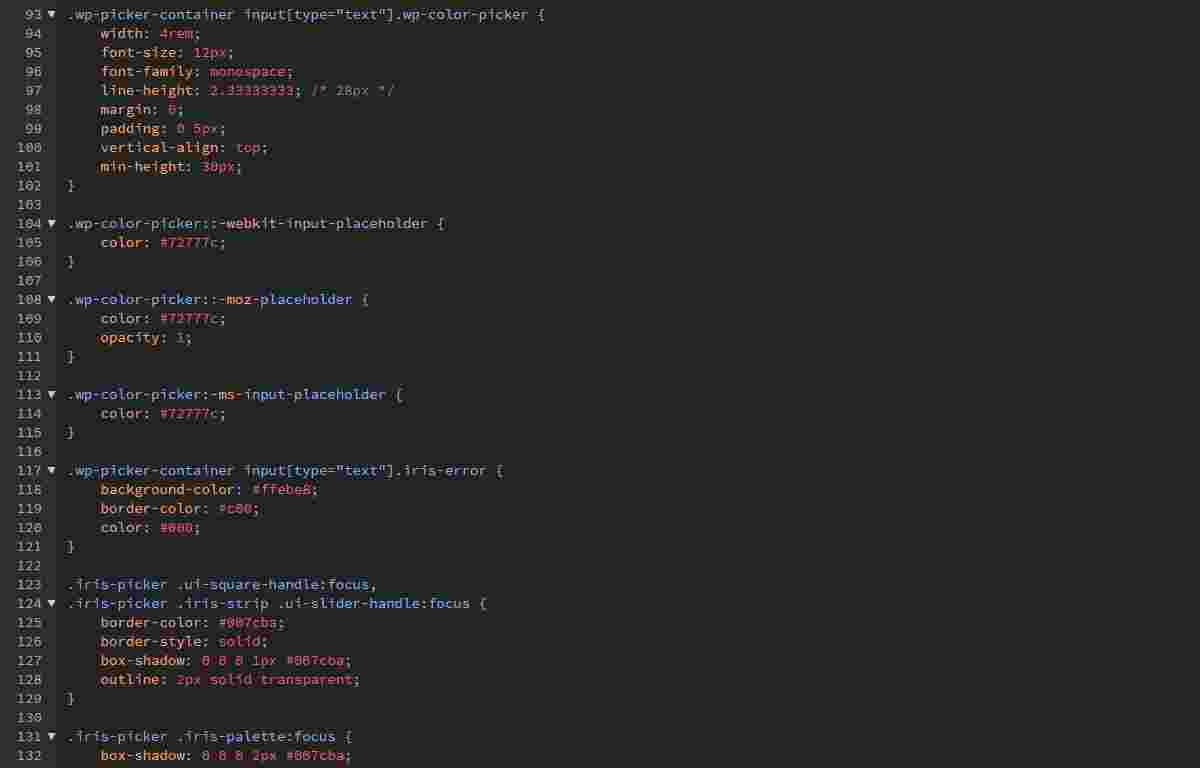 93 ▼ .wp-picker-container input[type="text"].wp-color-picker {
94 width: 4rem;
95 font-size: 12px;
96 font-family: monospace;
97 line-height: 2.33333333; /* 28px */
98 margin: 0;
99 padding: 0 5px;
100 vertical-align: top;
101 min-height: 30px;
102 }
103
104 ▼ .wp-color-picker::-webkit-input-placeholder {
105 color: #72777c;
106 }
107
108 ▼ .wp-color-picker::-moz-placeholder {
109 color: #72777c;
110 opacity: 1;
111 }
112
113 ▼ .wp-color-picker:-ms-input-placeholder {
114 color: #72777c;
115 }
116
117 ▼ .wp-picker-container input[type="text"].iris-error {
118 background-color: #ffebe8;
119 border-color: #c00;
120 color: #000;
121 }
122
123 .iris-picker .ui-square-handle:focus,
124 ▼ .iris-picker .iris-strip .ui-slider-handle:focus {
125 border-color: #007cba;
126 border-style: solid;
127 box-shadow: 0 0 0 1px #007cba;
128 outline: 2px solid transparent;
129 }
130
131 ▼ .iris-picker .iris-palette:focus {
132 box-shadow: 0 0 0 2px #007cba;